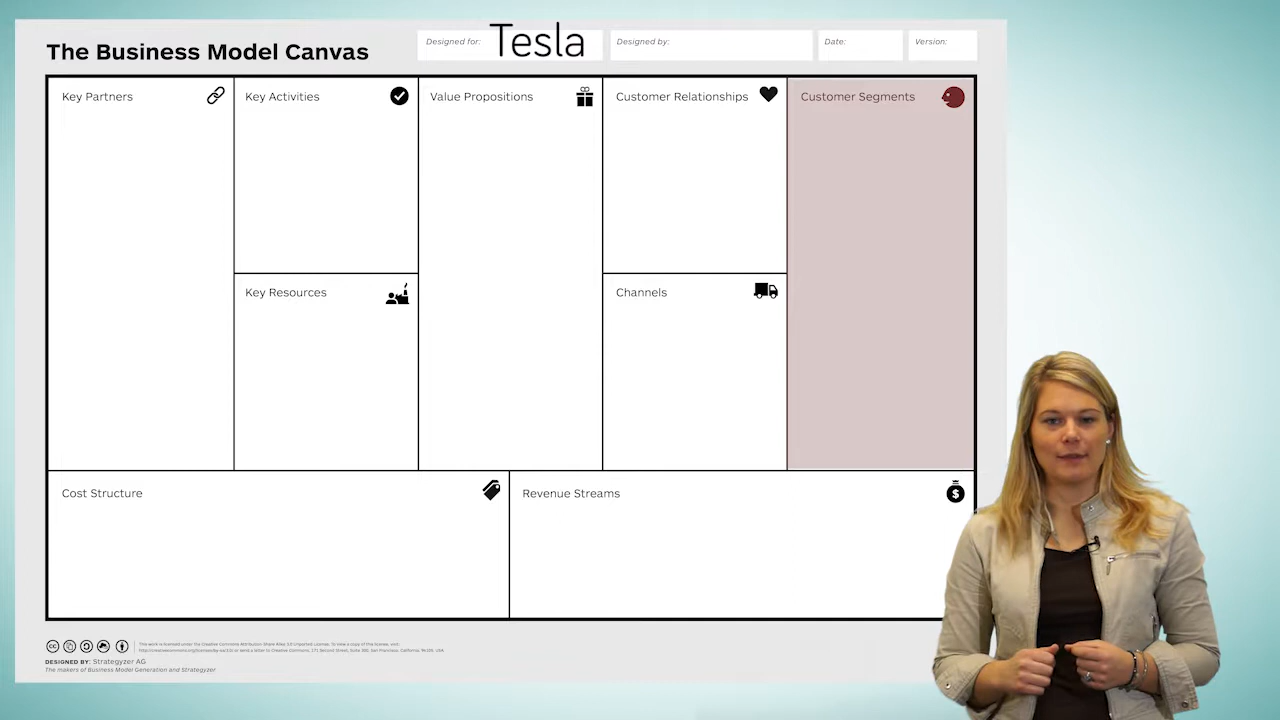 The Business Model Canvas
Designed for: Tesla
Designed by:
Date:
Version:
Key Partners
Key Activities
Value Propositions
Customer Relationships
Customer Segments
Key Resources
Channels
Cost Structure
Revenue Streams
$
DESIGNED BY: Strategyzer AG
The makers of Business Model Generation and Strategyzer